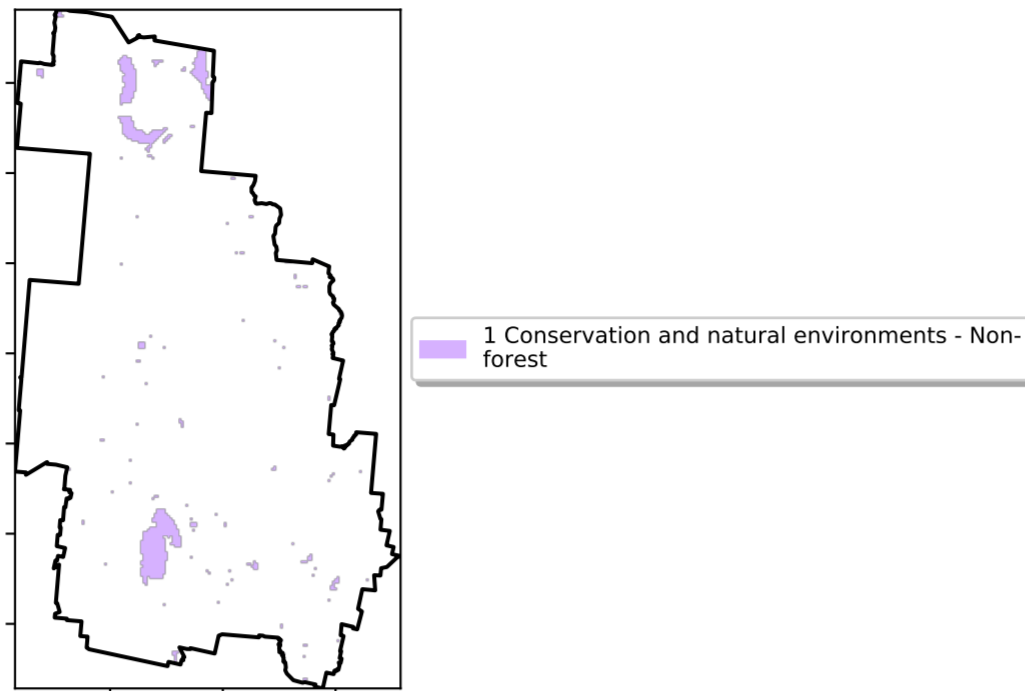 1 Conservation and natural environments - Non-
forest